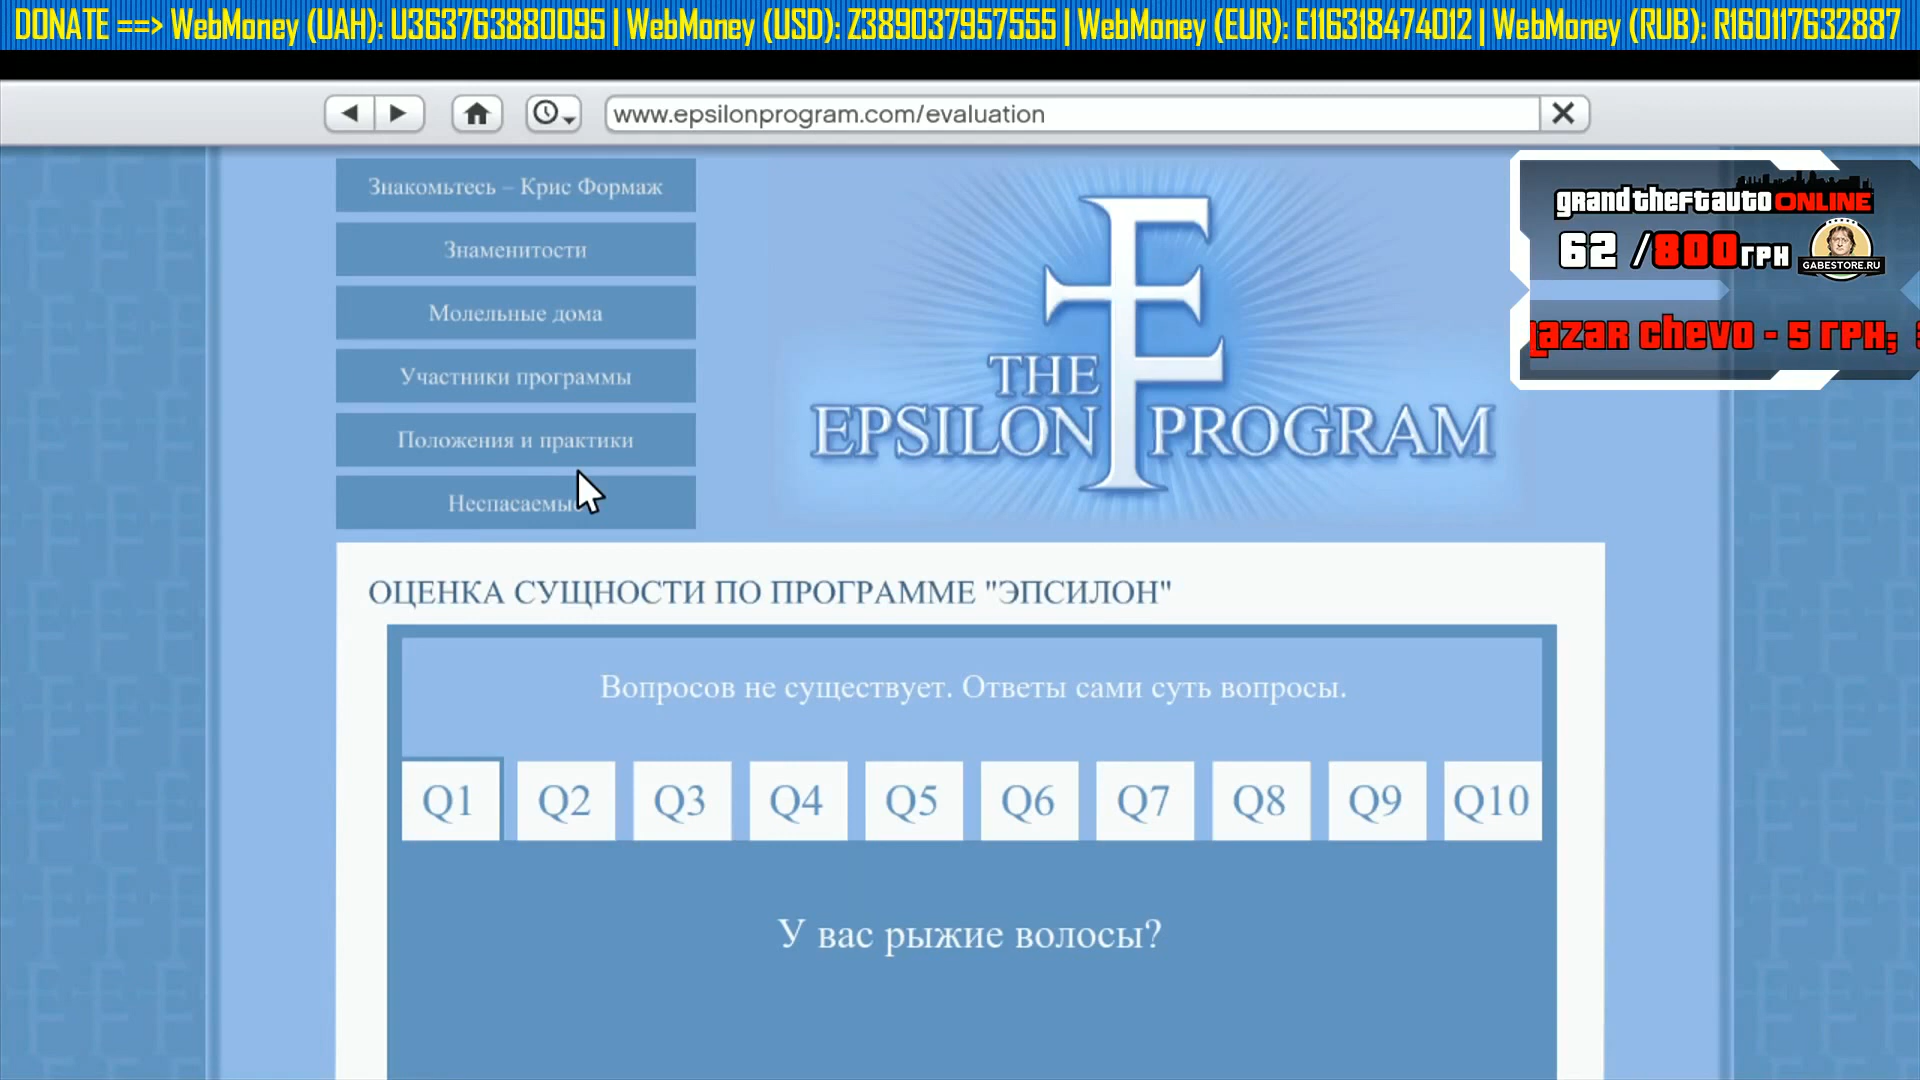 DONATE ==> WebMoney (UAH): U363763880095 | WebMoney (USD): Z389037957555 | WebMoney (EUR): E116318474012 | WebMoney (RUB): R160117632887
www.epsilonprogram.com/evaluation
Знакомьтесь – Крис Формаж
Знаменитости
Молельные дома
Участники программы
Положения и практики
THE
EPSILON PROGRAM
grand theft auto ONLINE
62 /800 грн
GABESTORE.RU
chevo - 5 грн;
ОЦЕНКА СУЩНОСТИ ПО ПРОГРАММЕ "ЭПСИЛОН"
Вопросов не существует. Ответы сами суть вопросы.
Q1 Q2 Q3 Q4 Q5 Q6 Q7 Q8 Q9 Q10
У вас рыжие волосы?